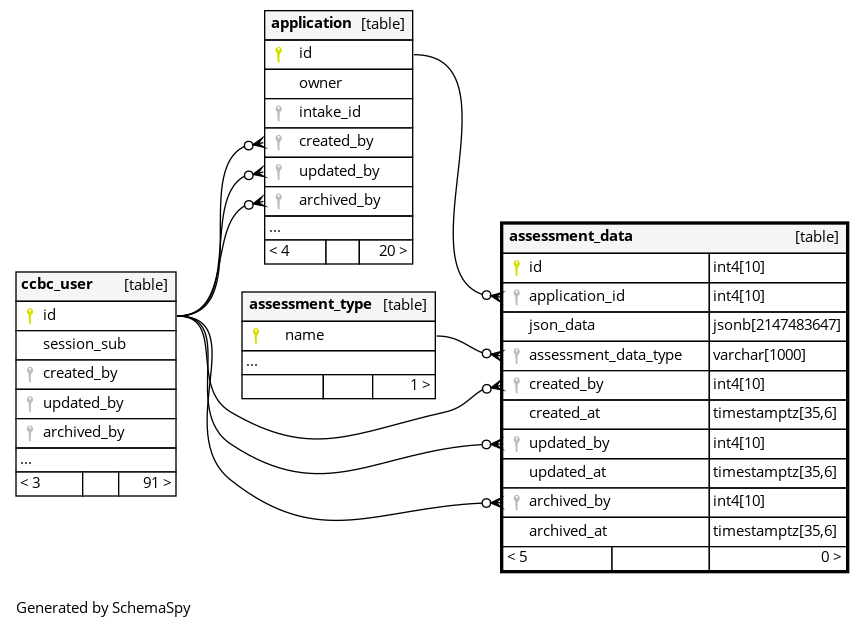 application [table]
id
owner
intake_id
created_by
updated_by
archived_by
...
< 4 20 >
ccbc_user [table]
id
session_sub
created_by
updated_by
archived_by
...
< 3 91 >
assessment_type [table]
name
...
1 >
assessment_data [table]
id int4[10]
application_id int4[10]
json_data jsonb[2147483647]
assessment_data_type varchar[1000]
created_by int4[10]
created_at timestamptz[35,6]
updated_by int4[10]
updated_at timestamptz[35,6]
archived_by int4[10]
archived_at timestamptz[35,6]
< 5 0 >
Generated by SchemaSpy